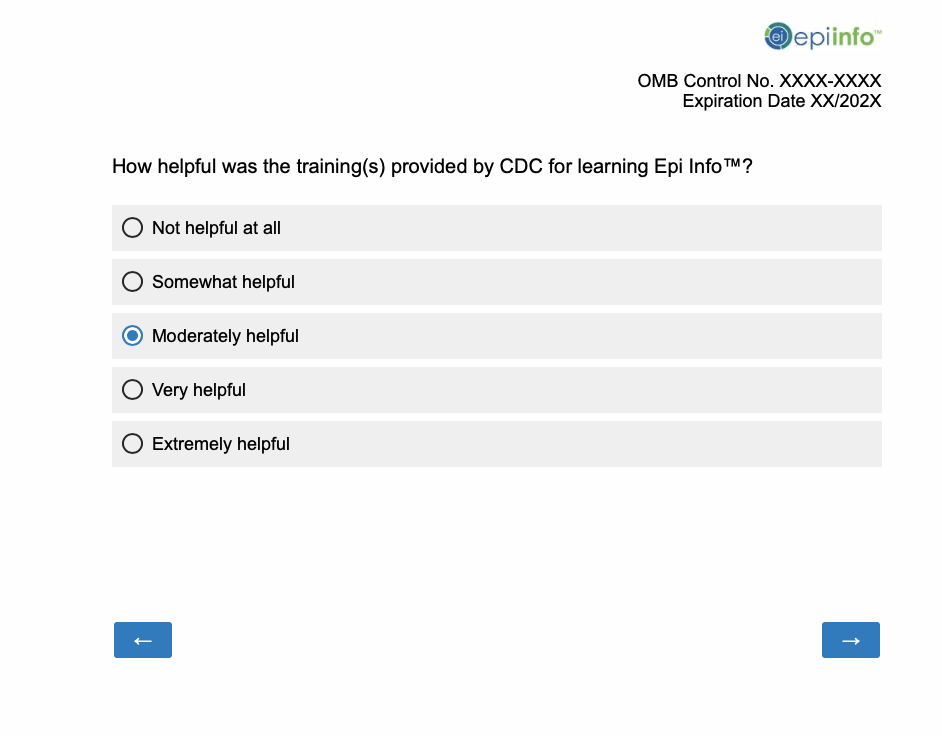 ei epiinfo™
OMB Control No. XXXX-XXXX
Expiration Date XX/202X
How helpful was the training(s) provided by CDC for learning Epi Info™?
Not helpful at all
Somewhat helpful
Moderately helpful
Very helpful
Extremely helpful
← →